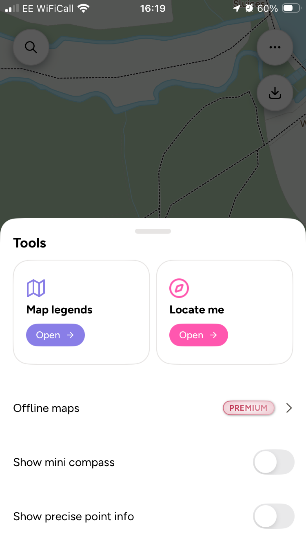 EE WiFiCall 16:19 60%
Tools
Map legends
Open →
Locate me
Open →
Offline maps PREMIUM
Show mini compass
Show precise point info